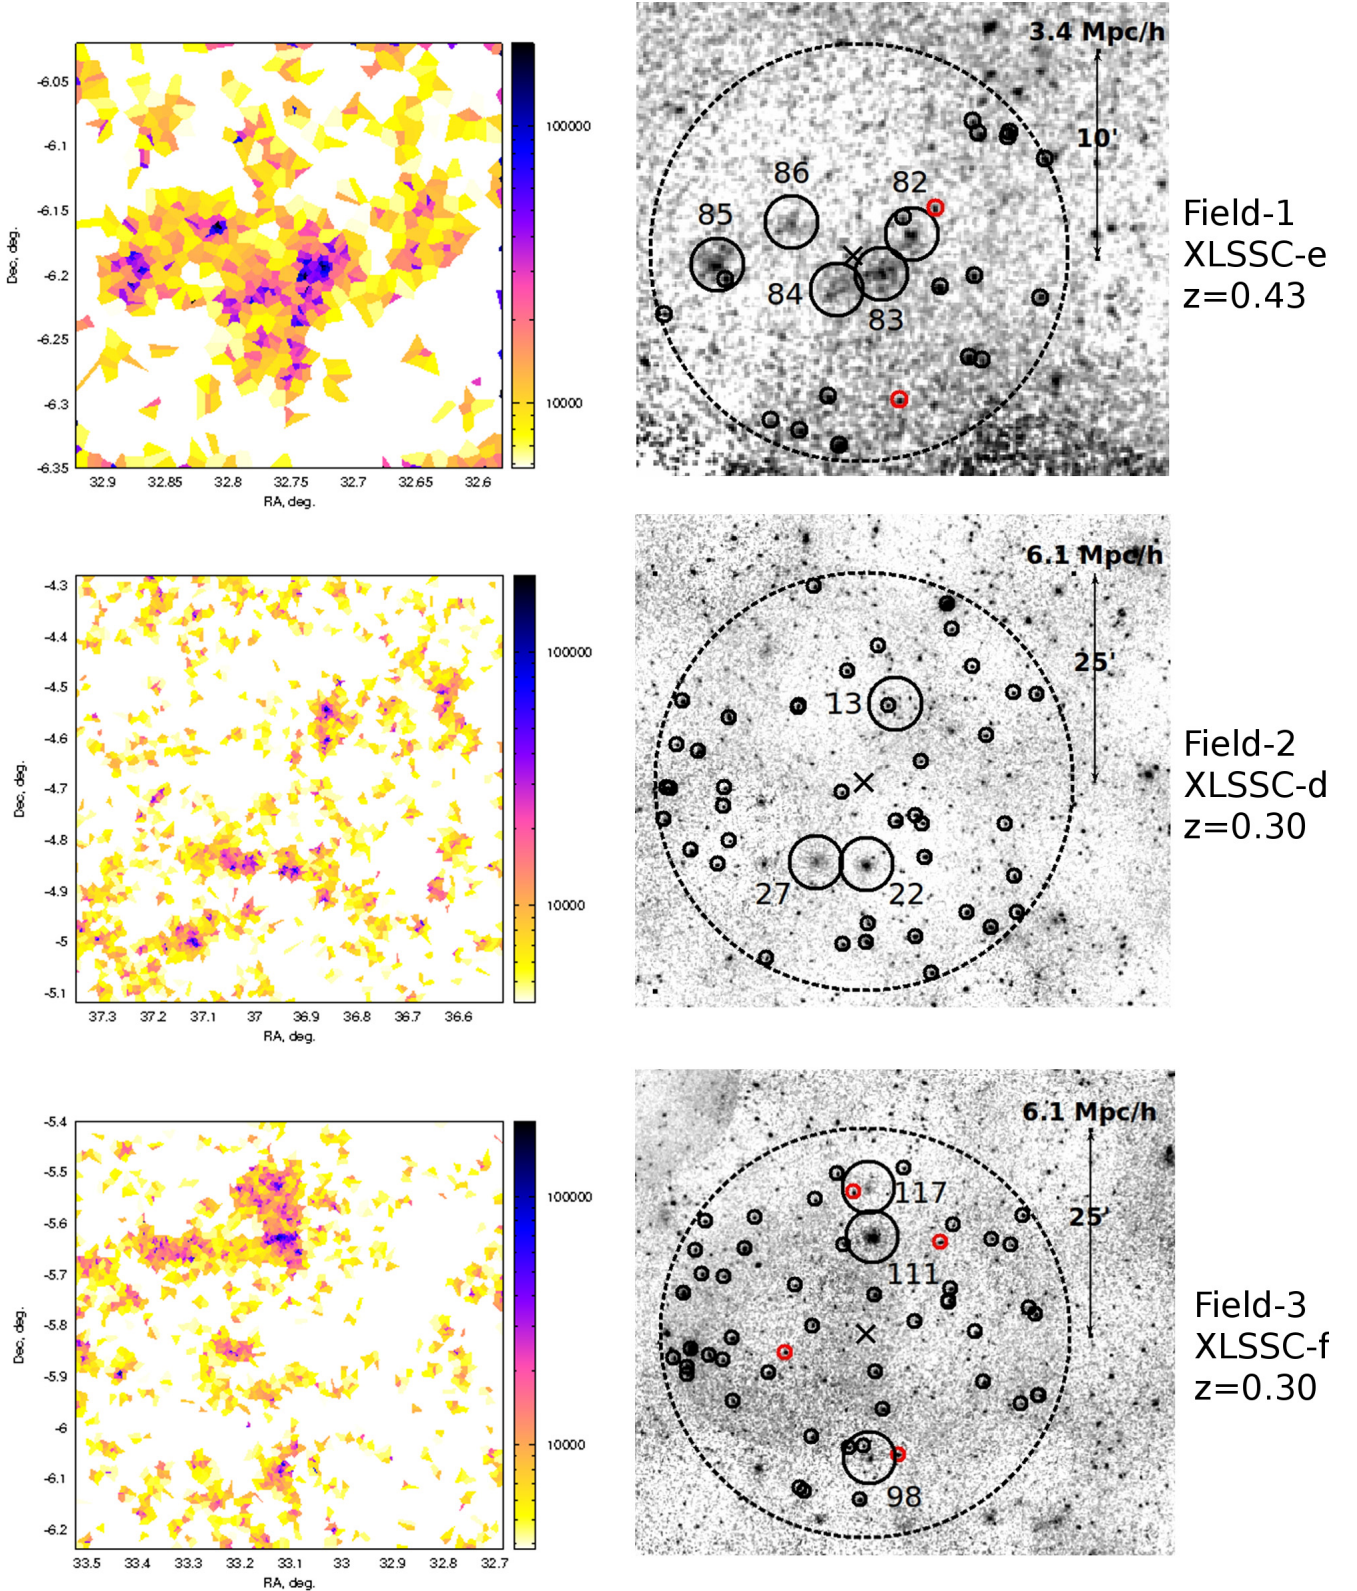 -6.05
-6.1
-6.15
-6.2
-6.25
-6.3
-6.35
Dec, deg.
32.9 32.85 32.8 32.75 32.7 32.65 32.6
RA, deg.
100000
10000
3.4 Mpc/h
10'
86
82
85
84
83
Field-1
XLSSC-e
z=0.43
-4.3
-4.4
-4.5
-4.6
-4.7
-4.8
-4.9
-5
-5.1
Dec, deg.
37.3 37.2 37.1 37 36.9 36.8 36.7 36.6
RA, deg.
100000
10000
6.1 Mpc/h
25'
13
27
22
Field-2
XLSSC-d
z=0.30
-5.4
-5.5
-5.6
-5.7
-5.8
-5.9
-6
-6.1
-6.2
Dec, deg.
33.5 33.4 33.3 33.2 33.1 33 32.9 32.8 32.7
RA, deg.
100000
10000
6.1 Mpc/h
25'
117
111
98
Field-3
XLSSC-f
z=0.30